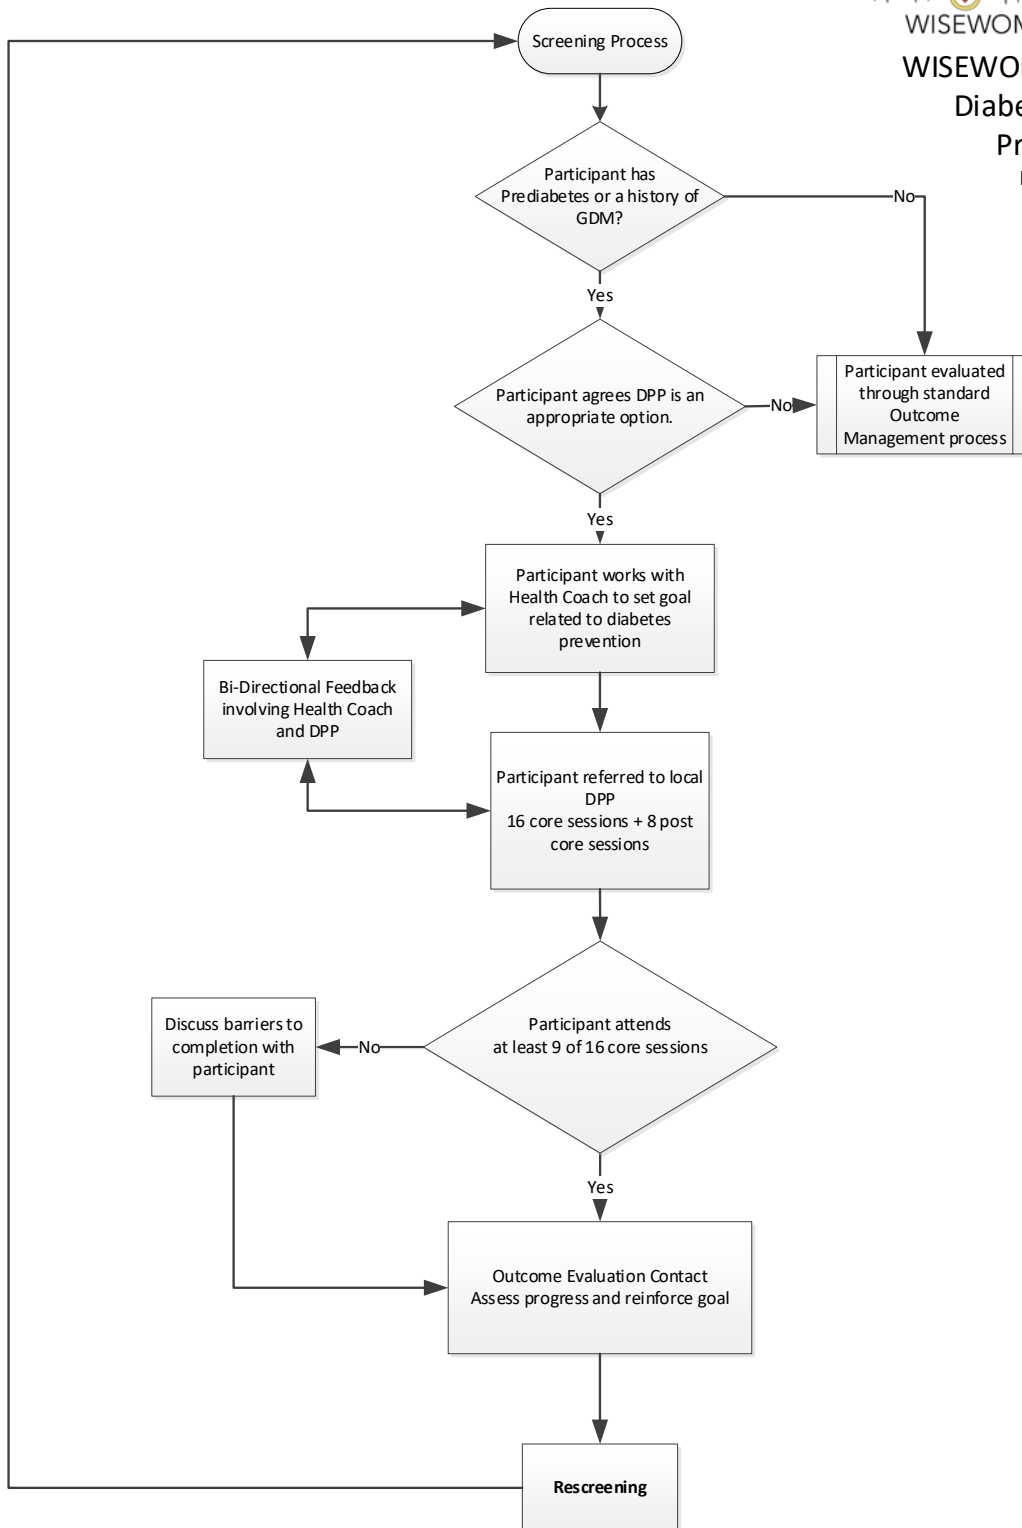 WISEWOM
WISEWO
Diabe
Pr
Screening Process
Participant has
Prediabetes or a history of
GDM?
No
Yes
Participant agrees DPP is an
appropriate option.
No
Participant evaluated
through standard
Outcome
Management process
Yes
Participant works with
Health Coach to set goal
related to diabetes
prevention
Bi-Directional Feedback
involving Health Coach
and DPP
Participant referred to local
DPP
16 core sessions + 8 post
core sessions
Participant attends
at least 9 of 16 core sessions
No
Discuss barriers to
completion with
participant
Yes
Outcome Evaluation Contact
Assess progress and reinforce goal
Rescreening